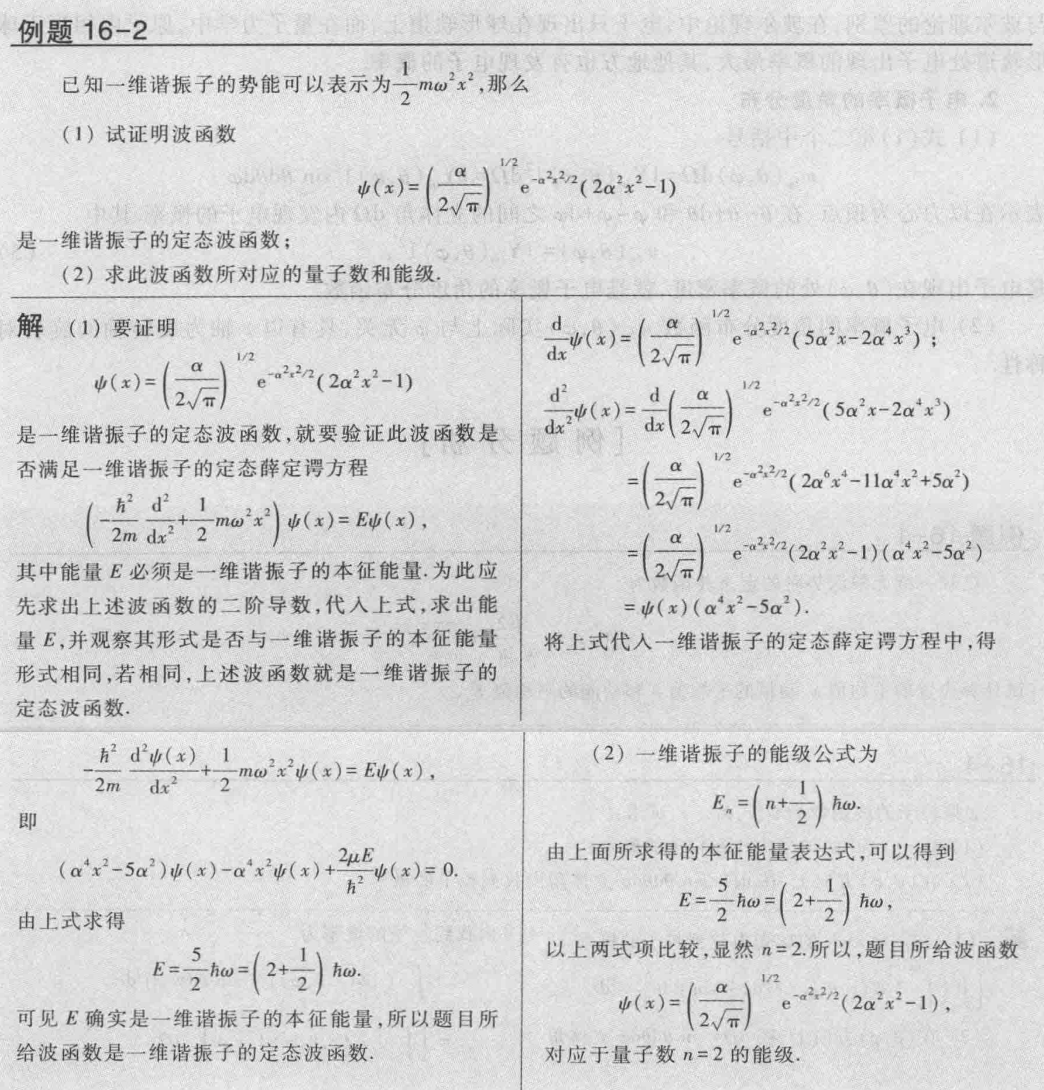 例题 16-2
已知一维谐振子的势能可以表示为 $\frac{1}{2}m\omega^2x^2$,那么
(1) 试证明波函数
$\psi(x)=\left(\frac{\alpha}{2\sqrt{\pi}}\right)^{1/2}e^{-\alpha^2x^2/2}(2\alpha^2x^2-1)$
是一维谐振子的定态波函数;
(2) 求此波函数所对应的量子数和能级.
解 (1) 要证明
$\psi(x)=\left(\frac{\alpha}{2\sqrt{\pi}}\right)^{1/2}e^{-\alpha^2x^2/2}(2\alpha^2x^2-1)$
是一维谐振子的定态波函数,就要验证此波函数是
否满足一维谐振子的定态薛定谔方程
$\left(-\frac{\hbar^2}{2m}\frac{d^2}{dx^2}+\frac{1}{2}m\omega^2x^2\right)\psi(x)=E\psi(x),$
其中能量 E 必须是一维谐振子的本征能量.为此应
先求出上述波函数的二阶导数,代入上式,求出能
量 E,并观察其形式是否与一维谐振子的本征能量
形式相同,若相同,上述波函数就是一维谐振子的
定态波函数.
$\frac{d}{dx}\psi(x)=\left(\frac{\alpha}{2\sqrt{\pi}}\right)^{1/2}e^{-\alpha^2x^2/2}(5\alpha^2x-2\alpha^4x^3);$
$\frac{d^2}{dx^2}\psi(x)=\frac{d}{dx}\left(\frac{\alpha}{2\sqrt{\pi}}\right)^{1/2}e^{-\alpha^2x^2/2}(5\alpha^2x-2\alpha^4x^3)$
$=\left(\frac{\alpha}{2\sqrt{\pi}}\right)^{1/2}e^{-\alpha^2x^2/2}(2\alpha^6x^4-11\alpha^4x^2+5\alpha^2)$
$=\left(\frac{\alpha}{2\sqrt{\pi}}\right)^{1/2}e^{-\alpha^2x^2/2}(2\alpha^2x^2-1)(\alpha^4x^2-5\alpha^2)$
$=\psi(x)(\alpha^4x^2-5\alpha^2).$
将上式代入一维谐振子的定态薛定谔方程中,得
$-\frac{\hbar^2}{2m}\frac{d^2\psi(x)}{dx^2}+\frac{1}{2}m\omega^2x^2\psi(x)=E\psi(x),$
即
$(\alpha^4x^2-5\alpha^2)\psi(x)-\alpha^4x^2\psi(x)+\frac{2\mu E}{\hbar^2}\psi(x)=0.$
由上式求得
$E=\frac{5}{2}\hbar\omega=\left(2+\frac{1}{2}\right)\hbar\omega.$
可见 E 确实是一维谐振子的本征能量,所以题目所
给波函数是一维谐振子的定态波函数.
(2) 一维谐振子的能级公式为
$E_n=\left(n+\frac{1}{2}\right)\hbar\omega.$
由上面所求得的本征能量表达式,可以得到
$E=\frac{5}{2}\hbar\omega=\left(2+\frac{1}{2}\right)\hbar\omega,$
以上两式项比较,显然 n=2.所以,题目所给波函数
$\psi(x)=\left(\frac{\alpha}{2\sqrt{\pi}}\right)^{1/2}e^{-\alpha^2x^2/2}(2\alpha^2x^2-1),$
对应于量子数 n=2 的能级.